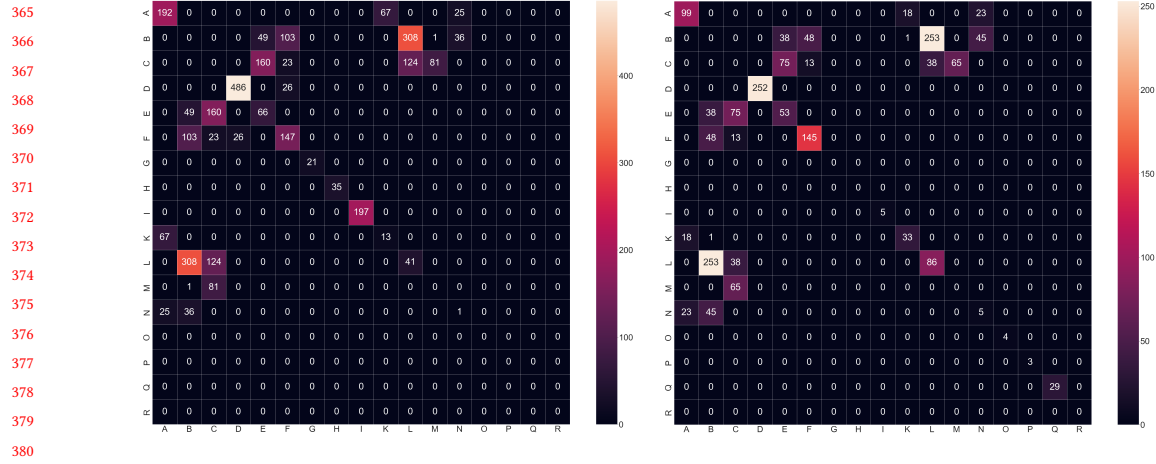 365 A 192 0 0 0 0 0 0 0 0 67 0 0 25 0 0 0 0 A 99 0 0 0 0 0 0 0 0 18 0 0 23 0 0 0 0 250
366 B 0 0 0 0 49 103 0 0 0 0 308 1 36 0 0 0 0 B 0 0 0 0 38 48 0 0 0 1 253 0 45 0 0 0 0
367 C 0 0 0 0 160 23 0 0 0 0 124 81 0 0 0 0 0 400 C 0 0 0 0 75 13 0 0 0 0 38 65 0 0 0 0 0
368 D 0 0 0 486 0 26 0 0 0 0 0 0 0 0 0 0 0 D 0 0 0 252 0 0 0 0 0 0 0 0 0 0 0 0 0 200
E 0 49 160 0 66 0 0 0 0 0 0 0 0 0 0 0 0 E 0 38 75 0 53 0 0 0 0 0 0 0 0 0 0 0 0
369 F 0 103 23 26 0 147 0 0 0 0 0 0 0 0 0 0 0 F 0 48 13 0 0 145 0 0 0 0 0 0 0 0 0 0 0
370 G 0 0 0 0 0 0 21 0 0 0 0 0 0 0 0 0 0 300 G 0 0 0 0 0 0 0 0 0 0 0 0 0 0 0 0 0 150
371 H 0 0 0 0 0 0 0 35 0 0 0 0 0 0 0 0 0 H 0 0 0 0 0 0 0 0 0 0 0 0 0 0 0 0 0
372 I 0 0 0 0 0 0 0 0 197 0 0 0 0 0 0 0 0 I 0 0 0 0 0 0 0 0 5 0 0 0 0 0 0 0 0
373 K 67 0 0 0 0 0 0 0 0 13 0 0 0 0 0 0 0 200 K 18 1 0 0 0 0 0 0 0 33 0 0 0 0 0 0 0
374 L 0 308 124 0 0 0 0 0 0 0 41 0 0 0 0 0 0 L 0 253 38 0 0 0 0 0 0 0 86 0 0 0 0 0 0 100
M 0 1 81 0 0 0 0 0 0 0 0 0 0 0 0 0 0 M 0 0 65 0 0 0 0 0 0 0 0 0 0 0 0 0 0
375 N 25 36 0 0 0 0 0 0 0 0 0 0 1 0 0 0 0 N 23 45 0 0 0 0 0 0 0 0 0 0 5 0 0 0 0
376 O 0 0 0 0 0 0 0 0 0 0 0 0 0 0 0 0 0 100 O 0 0 0 0 0 0 0 0 0 0 0 0 0 4 0 0 0 50
377 P 0 0 0 0 0 0 0 0 0 0 0 0 0 0 0 0 0 P 0 0 0 0 0 0 0 0 0 0 0 0 0 0 3 0 0
378 Q 0 0 0 0 0 0 0 0 0 0 0 0 0 0 0 0 0 Q 0 0 0 0 0 0 0 0 0 0 0 0 0 0 0 29 0
379 R 0 0 0 0 0 0 0 0 0 0 0 0 0 0 0 0 0 0 R 0 0 0 0 0 0 0 0 0 0 0 0 0 0 0 0 0 0
A B C D E F G H I K L M N O P Q R A B C D E F G H I K L M N O P Q R
380